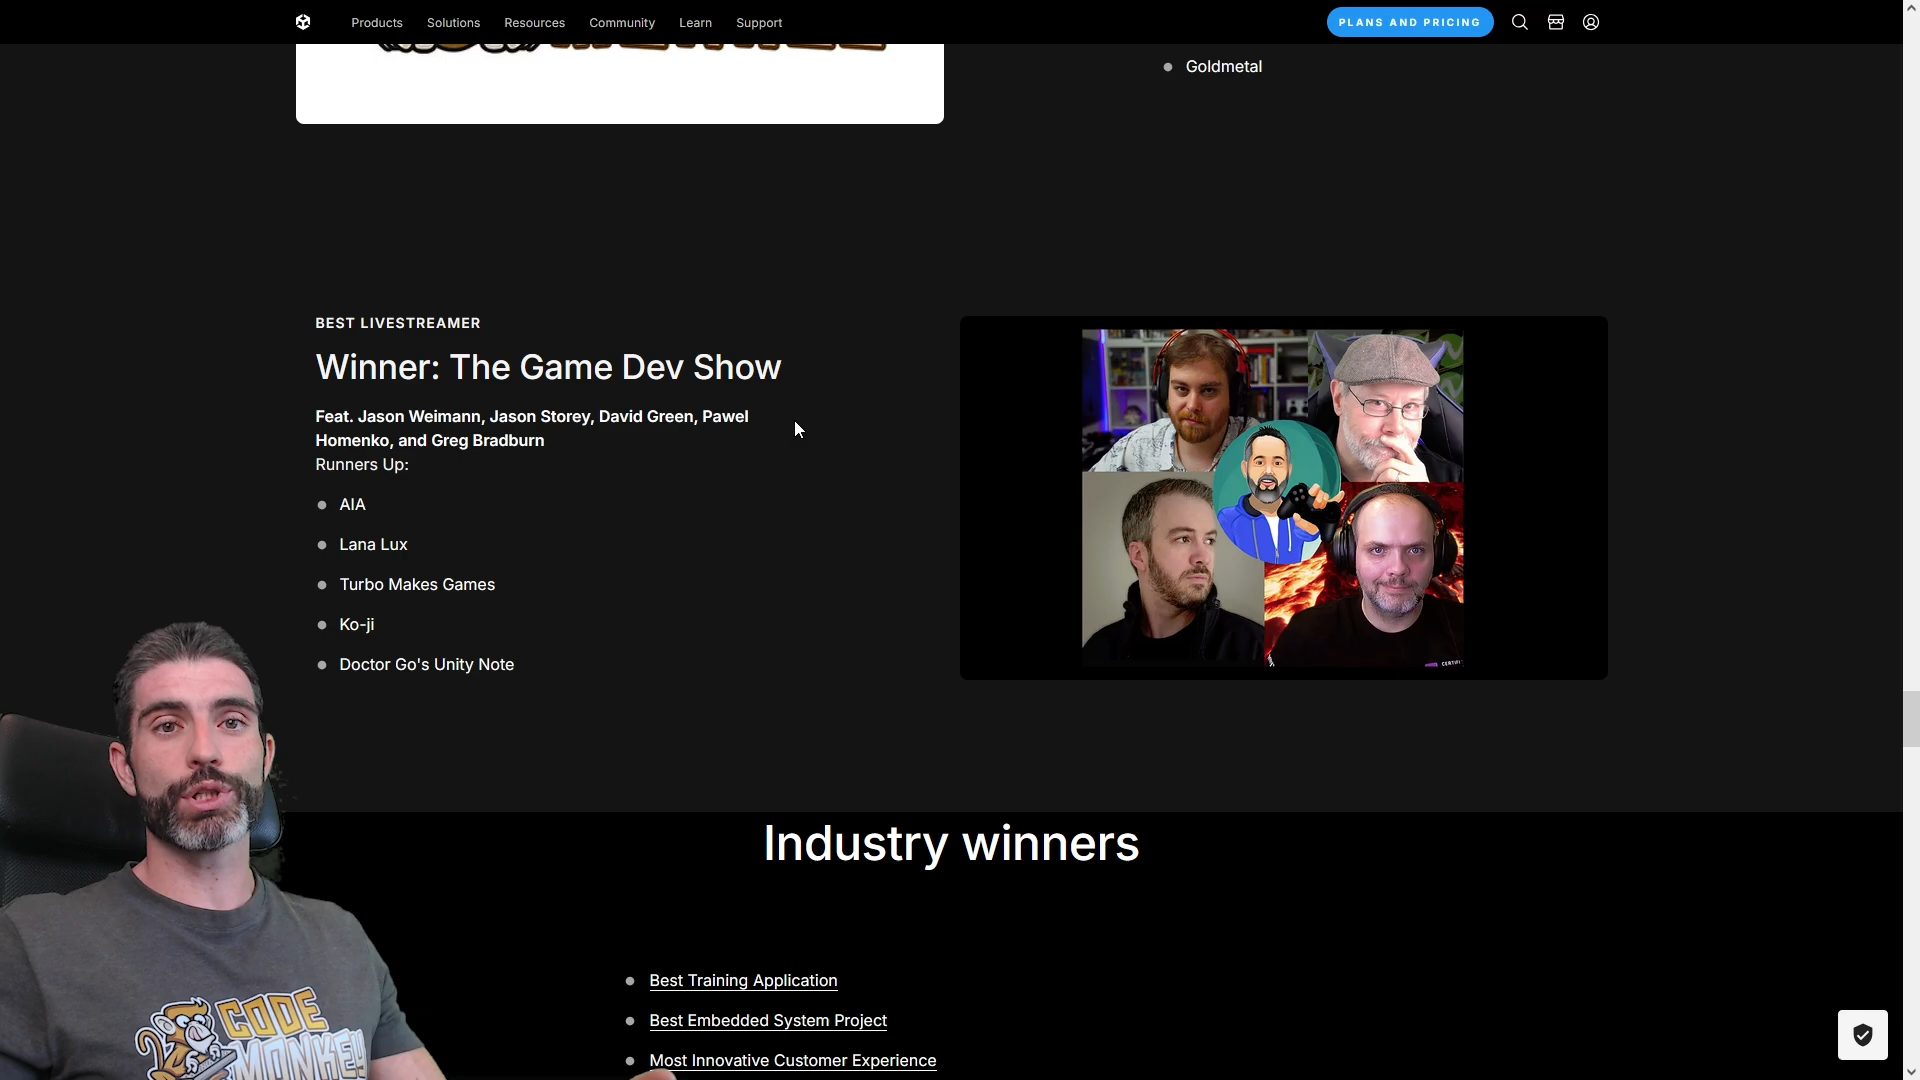 Products Solutions Resources Community Learn Support PLANS AND PRICING
Goldmetal
BEST LIVESTREAMER
Winner: The Game Dev Show
Feat. Jason Weimann, Jason Storey, David Green, Pawel
Homenko, and Greg Bradburn
Runners Up:
AIA
Lana Lux
Turbo Makes Games
Ko-ji
Doctor Go's Unity Note
Industry winners
Best Training Application
Best Embedded System Project
Most Innovative Customer Experience
CODE
MONKEY